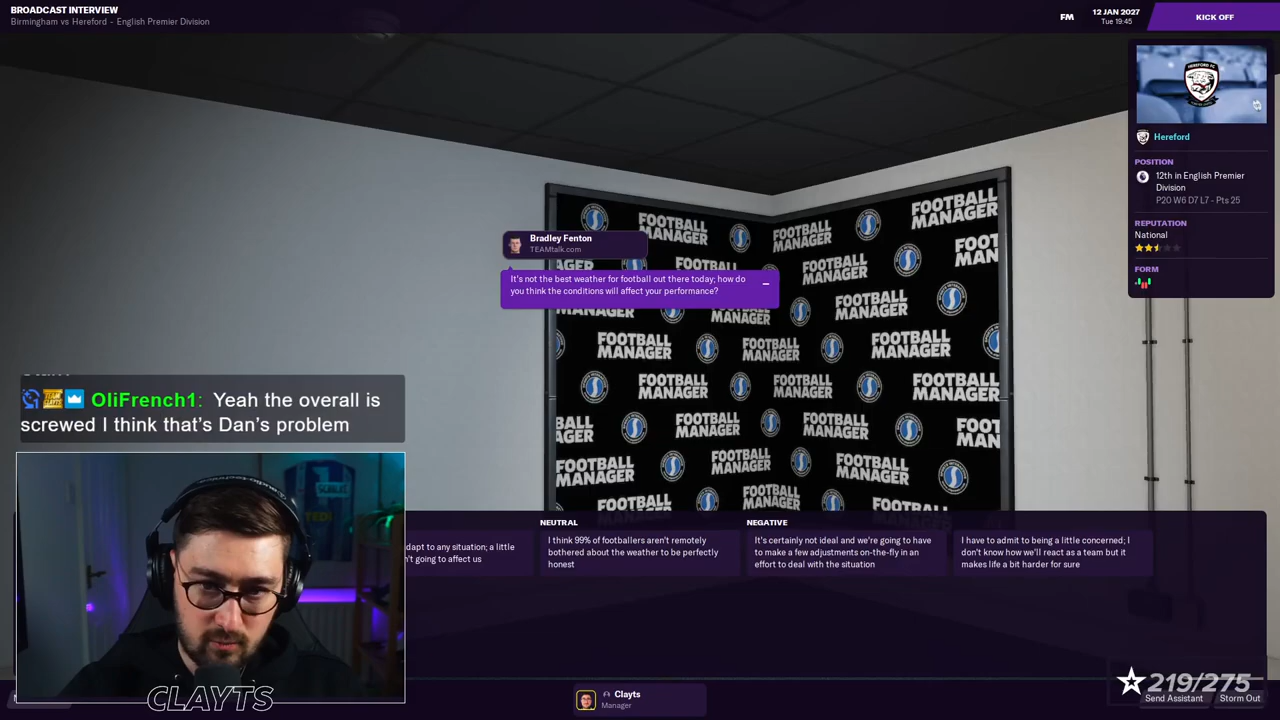 BROADCAST INTERVIEW
Birmingham vs Hereford - English Premier Division
FM
12 JAN 2027
Tue 19:45
KICK OFF
HEREFORD FC
Hereford
POSITION
12th in English Premier
Division
P20 W6 D7 L7 - Pts 25
REPUTATION
National
FORM
Bradley Fenton
TEAMtalk.com
It's not the best weather for football out there today; how do
you think the conditions will affect your performance?
FOOTBALL
MANAGER
OliFrench1: Yeah the overall is
screwed I think that's Dan's problem
dapt to any situation; a little
't going to affect us
NEUTRAL
I think 99% of footballers aren't remotely
bothered about the weather to be perfectly
honest
NEGATIVE
It's certainly not ideal and we're going to have
to make a few adjustments on-the-fly in an
effort to deal with the situation
I have to admit to being a little concerned; I
don't know how we'll react as a team but it
makes life a bit harder for sure
CLAYTS
Clayts
Manager
219/275
Send Assistant
Storm Out